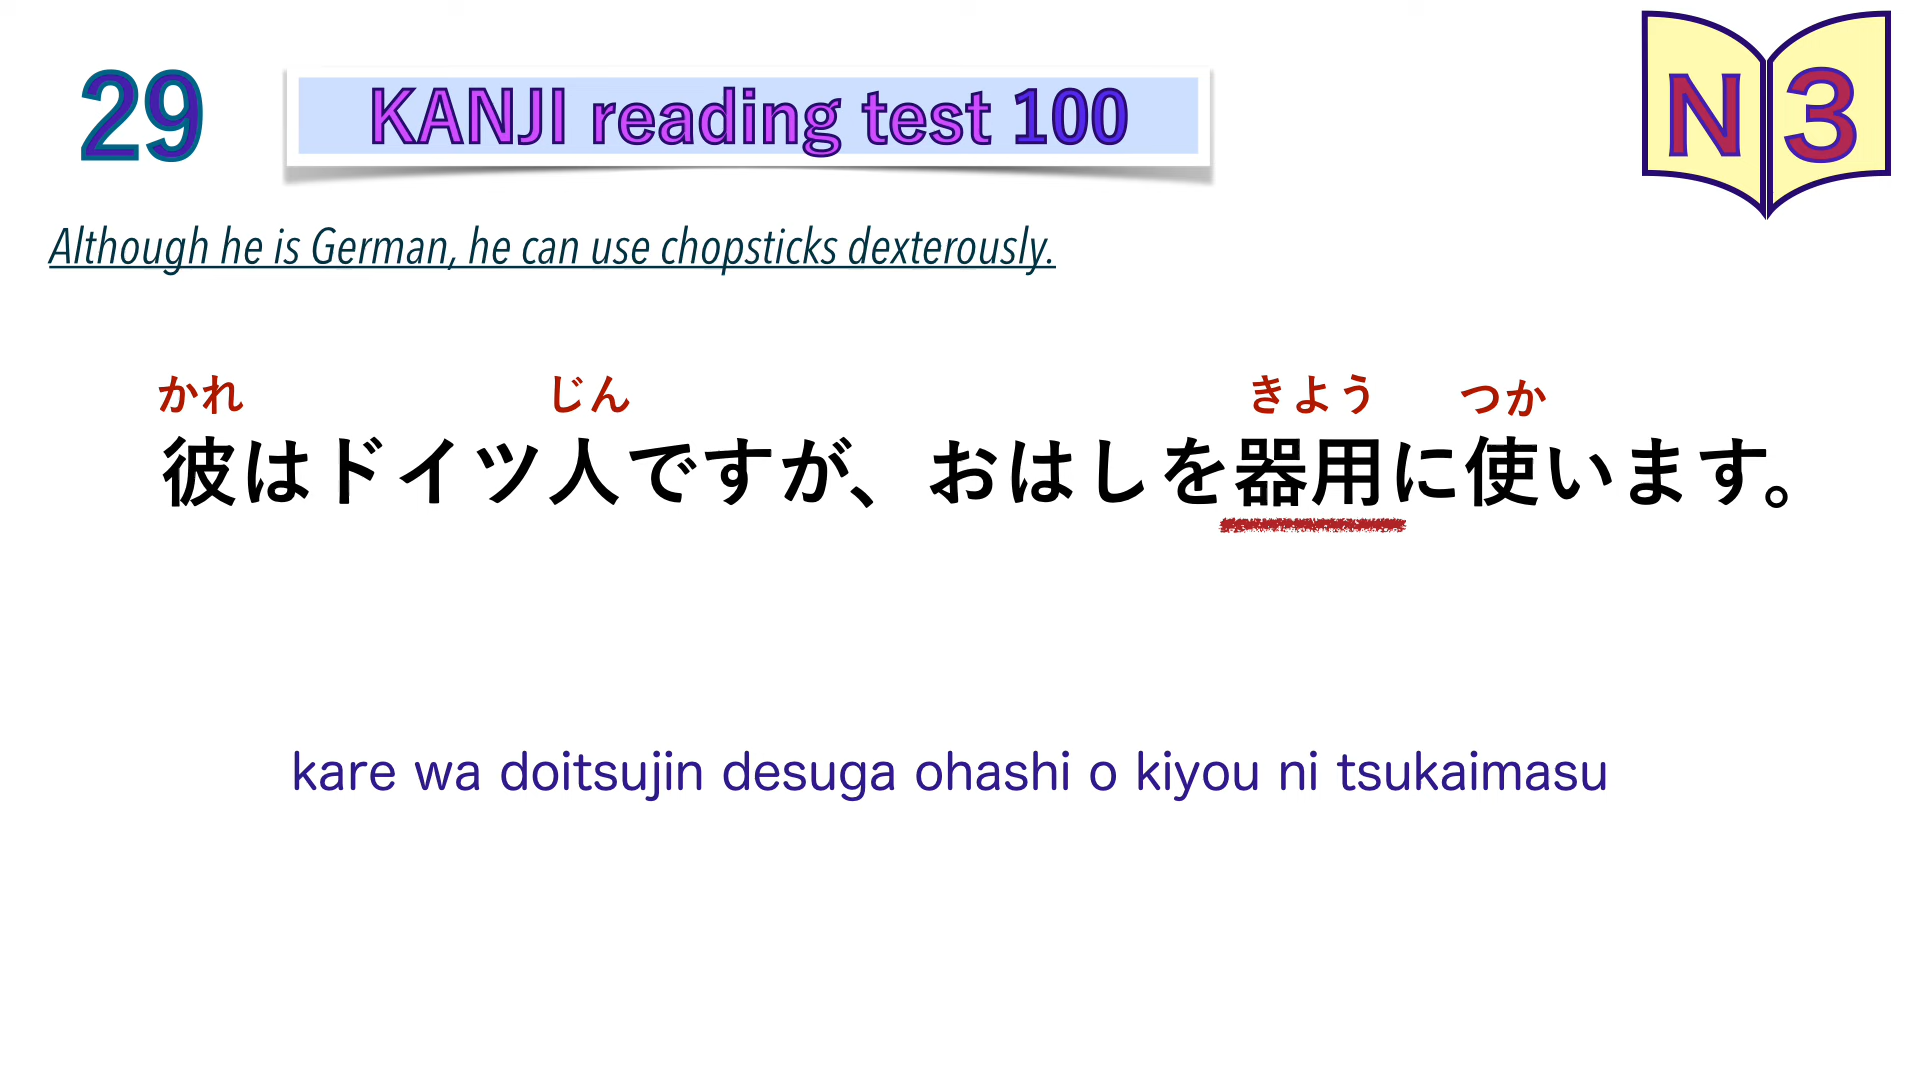 29
KANJI reading test 100
N 3
Although he is German, he can use chopsticks dexterously.
かれ じん きよう つか
彼はドイツ人ですが、おはしを器用に使います。
kare wa doitsujin desuga ohashi o kiyou ni tsukaimasu